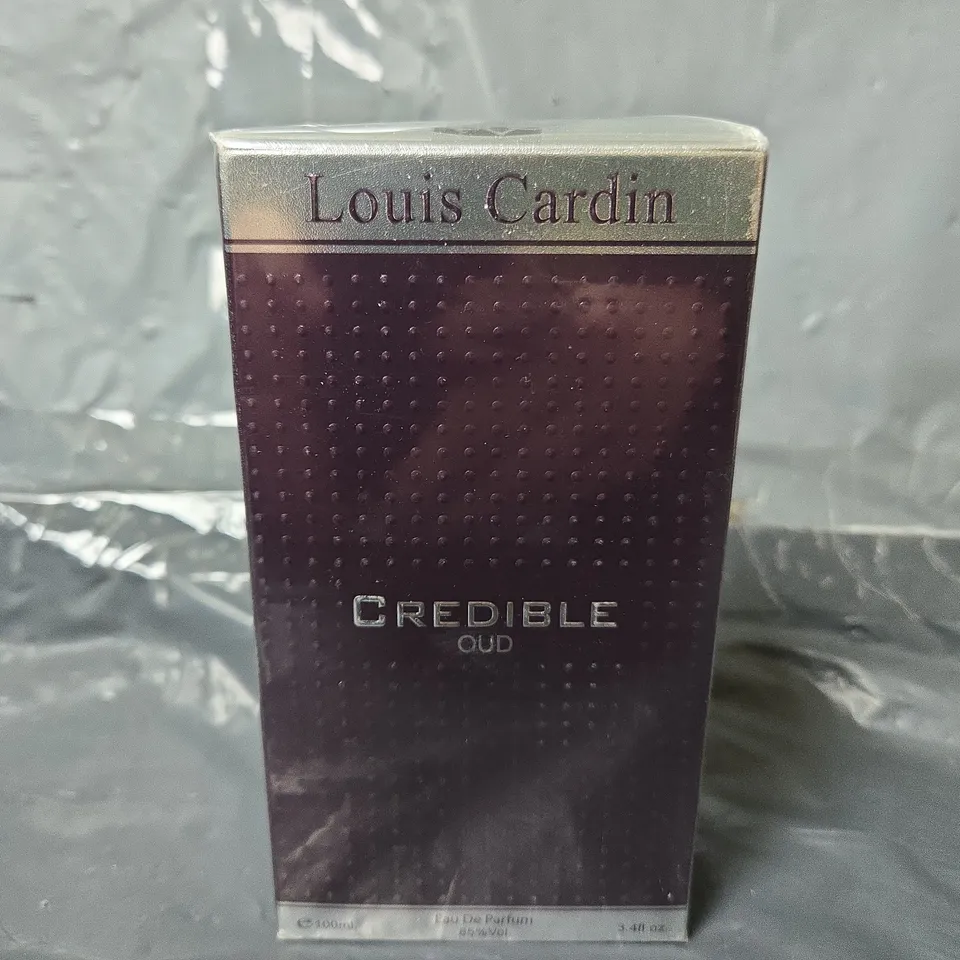 Louis Cardin
CREDIBLE
OUD
℮100ml. Eau De Parfum 3.4fl oz.
85%Vol